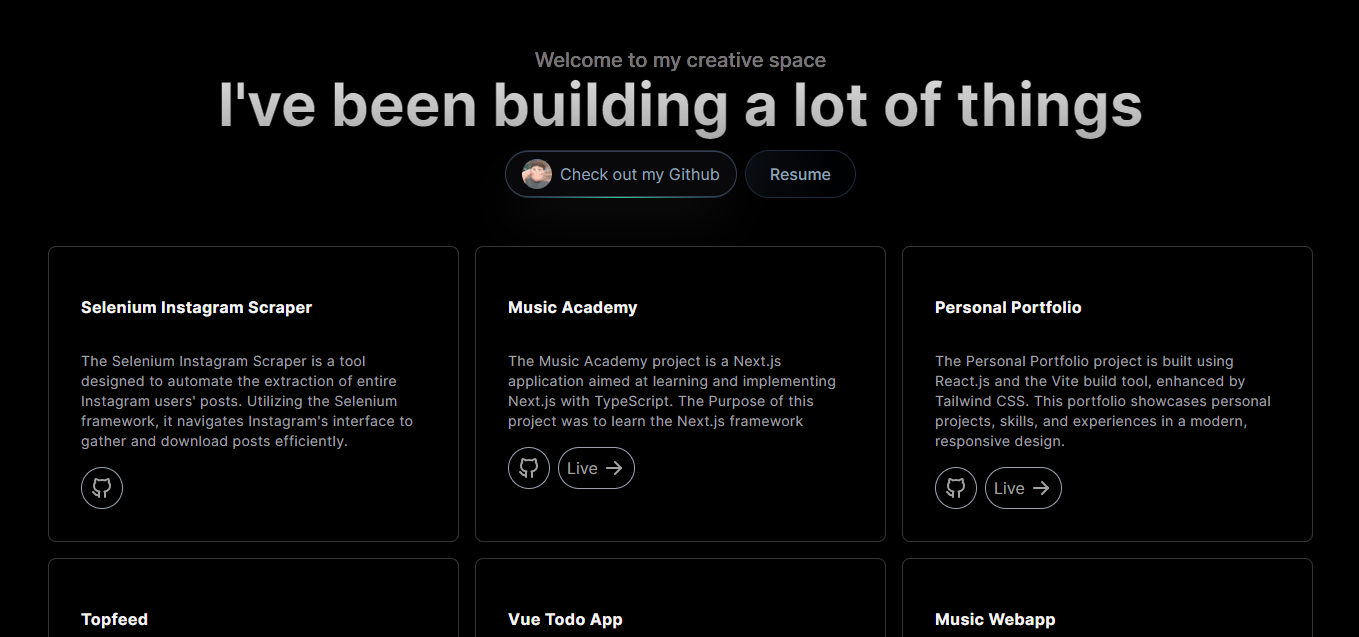 Welcome to my creative space
I've been building a lot of things
Check out my Github
Resume
Selenium Instagram Scraper
The Selenium Instagram Scraper is a tool
designed to automate the extraction of entire
Instagram users' posts. Utilizing the Selenium
framework, it navigates Instagram's interface to
gather and download posts efficiently.
Music Academy
The Music Academy project is a Next.js
application aimed at learning and implementing
Next.js with TypeScript. The Purpose of this
project was to learn the Next.js framework
Live
Personal Portfolio
The Personal Portfolio project is built using
React.js and the Vite build tool, enhanced by
Tailwind CSS. This portfolio showcases personal
projects, skills, and experiences in a modern,
responsive design.
Live
Topfeed
Vue Todo App
Music Webapp